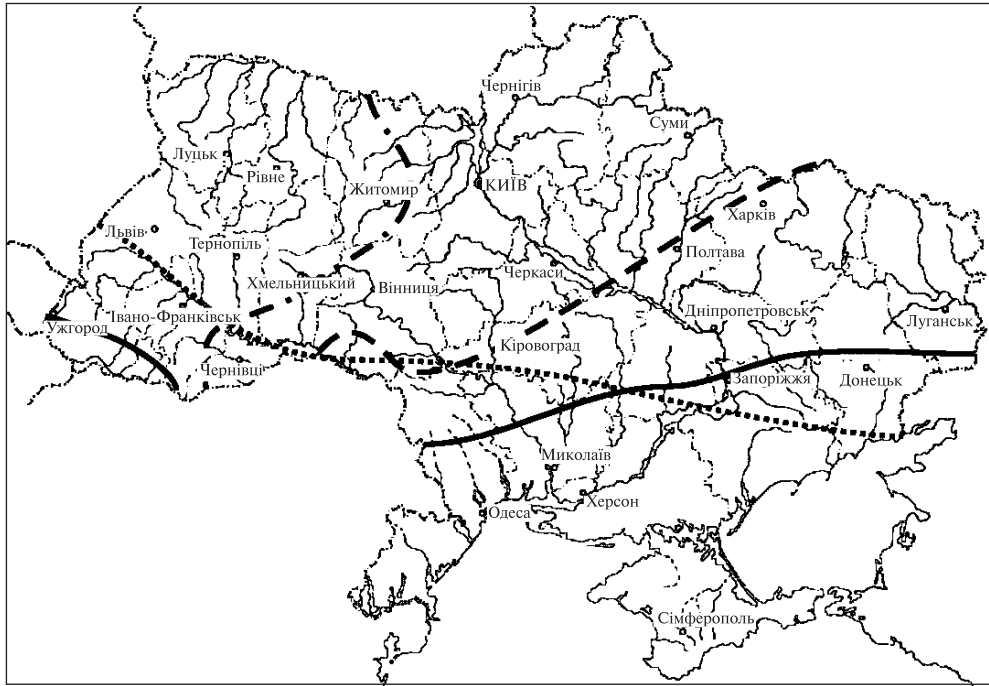 Чернігів
Суми
Луцьк
Рівне
Житомир
КИЇВ
Харків
Львів
Тернопіль
Полтава
Хмельницький
Вінниця
Черкаси
Івано-Франківськ
Ужгород
Дніпропетровськ
Луганськ
Кіровоград
Чернівці
Запоріжжя
Донецьк
Миколаїв
Херсон
Одеса
Сімферополь